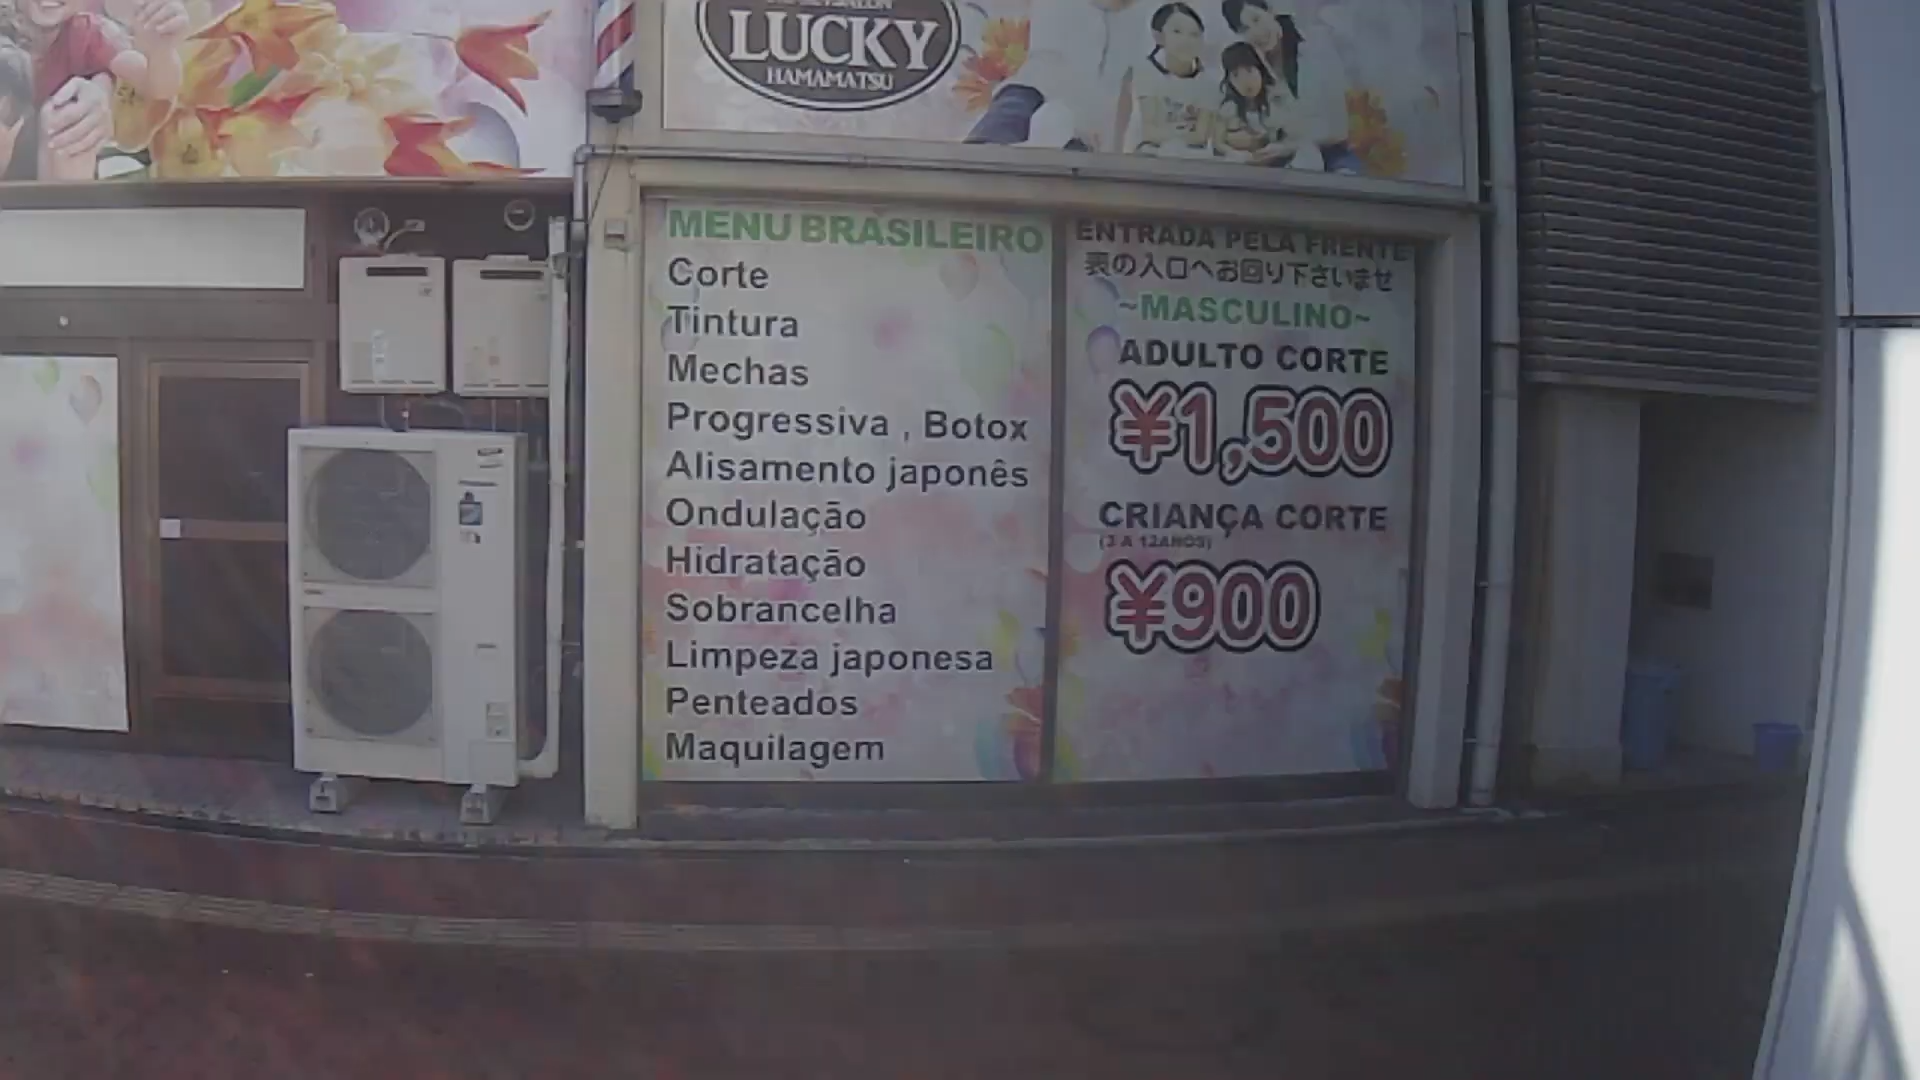 LUCKY
HAMAMATSU
MENU BRASILEIRO
Corte
Tintura
Mechas
Progressiva , Botox
Alisamento japonês
Ondulação
Hidratação
Sobrancelha
Limpeza japonesa
Penteados
Maquilagem
ENTRADA PELA FRENTE
表の入口へお回り下さいませ
~MASCULINO~
ADULTO CORTE
¥1,500
CRIANÇA CORTE
(3 A 12ANOS)
¥900